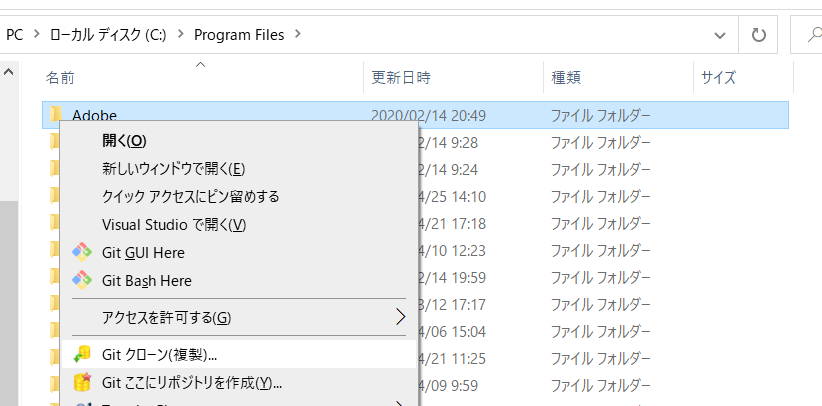 PC > ローカル ディスク (C:) > Program Files >
名前 更新日時 種類 サイズ
Adobe 2020/02/14 20:49 ファイル フォルダー
開く(O) 2/14 9:28 ファイル フォルダー
新しいウィンドウで開く(E) 2/14 9:24 ファイル フォルダー
クイック アクセスにピン留めする 4/25 14:10 ファイル フォルダー
Visual Studio で開く(V) 4/21 17:18 ファイル フォルダー
Git GUI Here 4/10 12:23 ファイル フォルダー
Git Bash Here 2/14 19:59 ファイル フォルダー
アクセスを許可する(G) 3/12 17:17 ファイル フォルダー
4/06 15:04 ファイル フォルダー
Git クローン(複製)... 4/21 11:25 ファイル フォルダー
Git ここにリポジトリを作成(Y)... 4/09 9:59 ファイル フォルダー